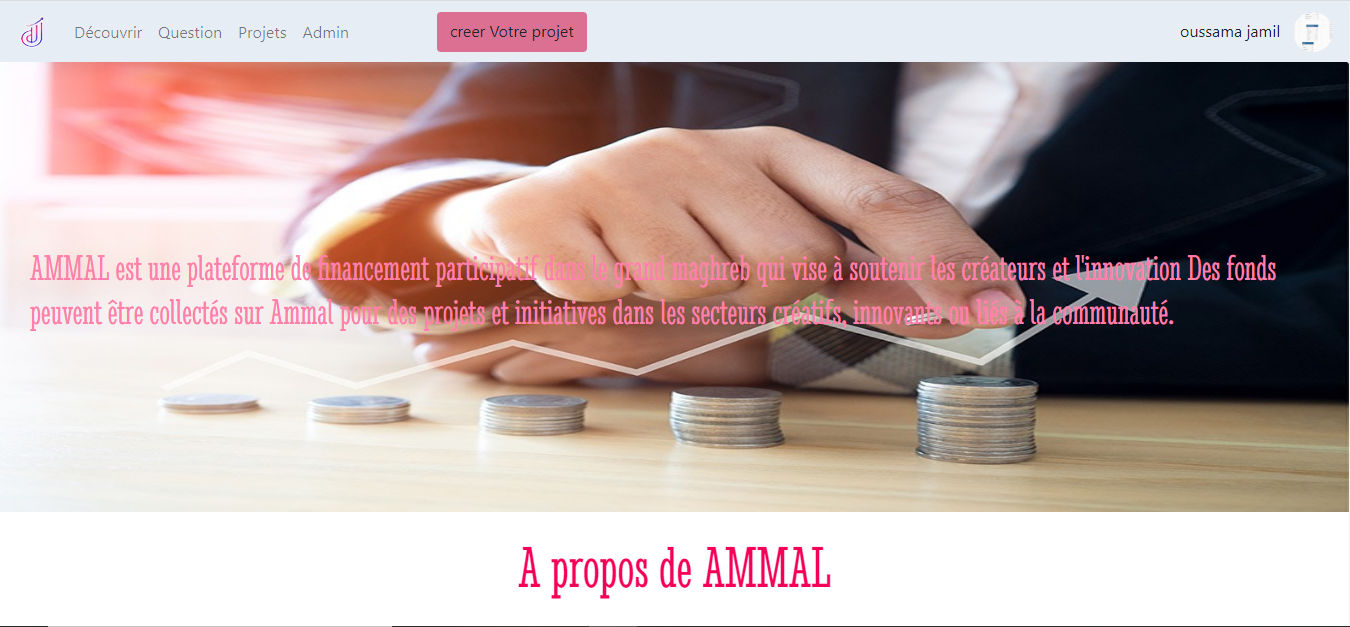 Découvrir Question Projets Admin creer Votre projet oussama jamil
AMMAL est une plateforme de financement participatif dans le grand maghreb qui vise à soutenir les créateurs et l'innovation Des fonds
peuvent être collectés sur Ammal pour des projets et initiatives dans les secteurs créatifs, innovants ou liés à la communauté.
A propos de AMMAL